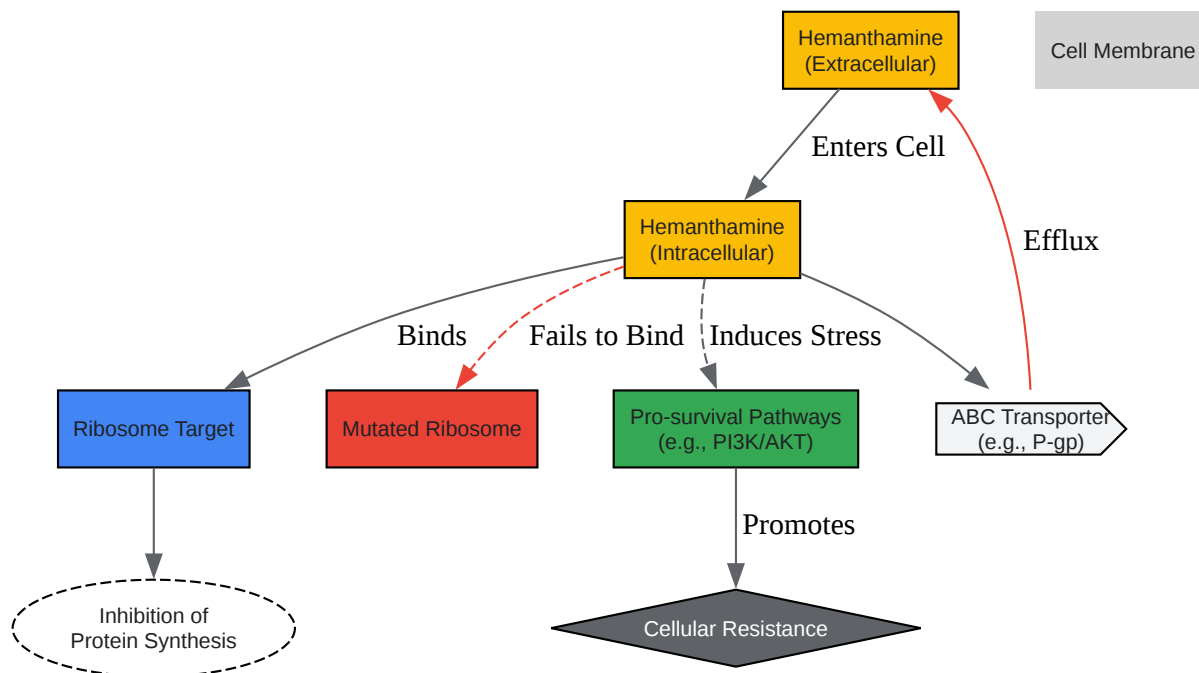 Hemanthamine
(Extracellular)
Cell Membrane
Enters Cell
Hemanthamine
(Intracellular)
Efflux
Binds
Fails to Bind
Induces Stress
Ribosome Target
Mutated Ribosome
Pro-survival Pathways
(e.g., PI3K/AKT)
ABC Transporter
(e.g., P-gp)
Promotes
Inhibition of
Protein Synthesis
Cellular Resistance